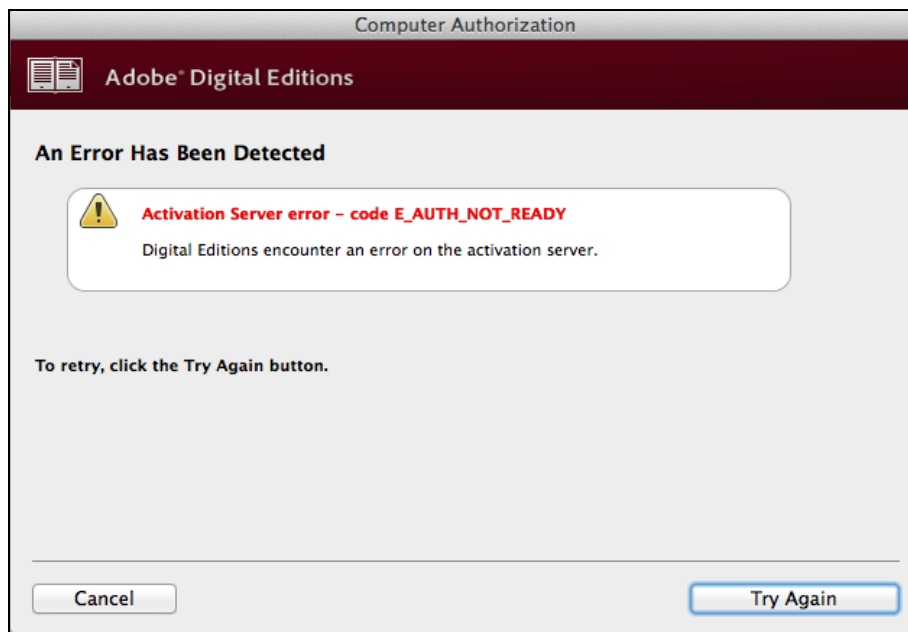 Computer Authorization
Adobe® Digital Editions
An Error Has Been Detected
Activation Server error – code E_AUTH_NOT_READY
Digital Editions encounter an error on the activation server.
To retry, click the Try Again button.
Cancel
Try Again